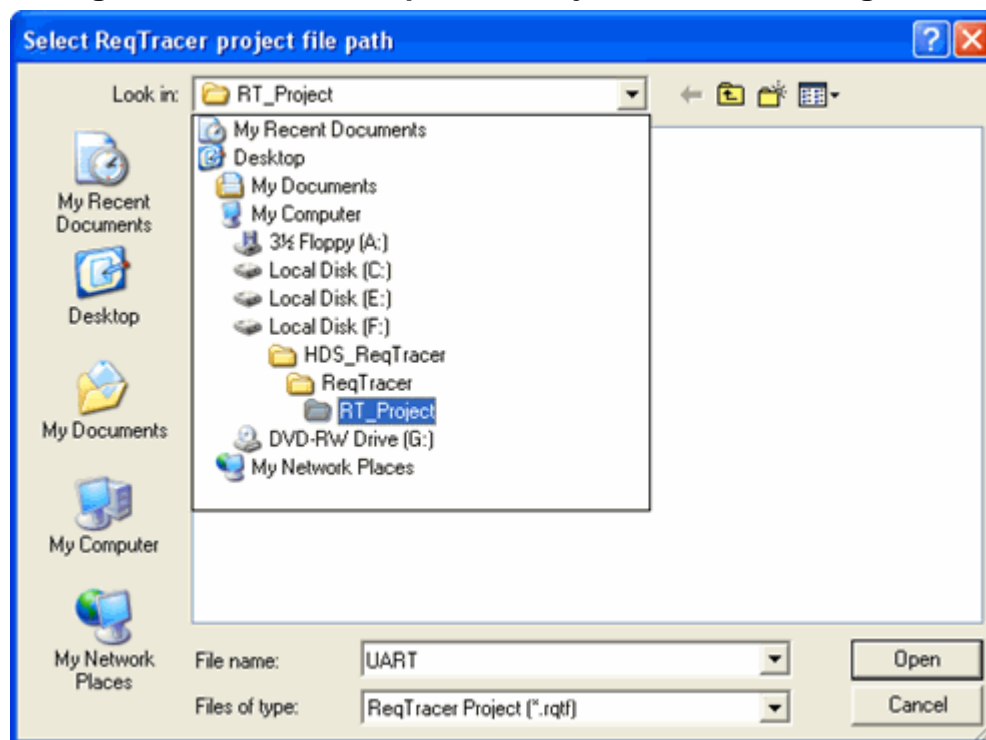 Select ReqTracer project file path
Look in:
RT_Project
My Recent Documents
Desktop
My Documents
My Computer
3½ Floppy (A:)
Local Disk (C:)
Local Disk (E:)
Local Disk (F:)
HDS_ReqTracer
ReqTracer
RT_Project
DVD-RW Drive (G:)
My Network Places
My Recent
Documents
Desktop
My Documents
My Computer
My Network
Places
File name:
UART
Open
Files of type:
ReqTracer Project (*.rqtf)
Cancel